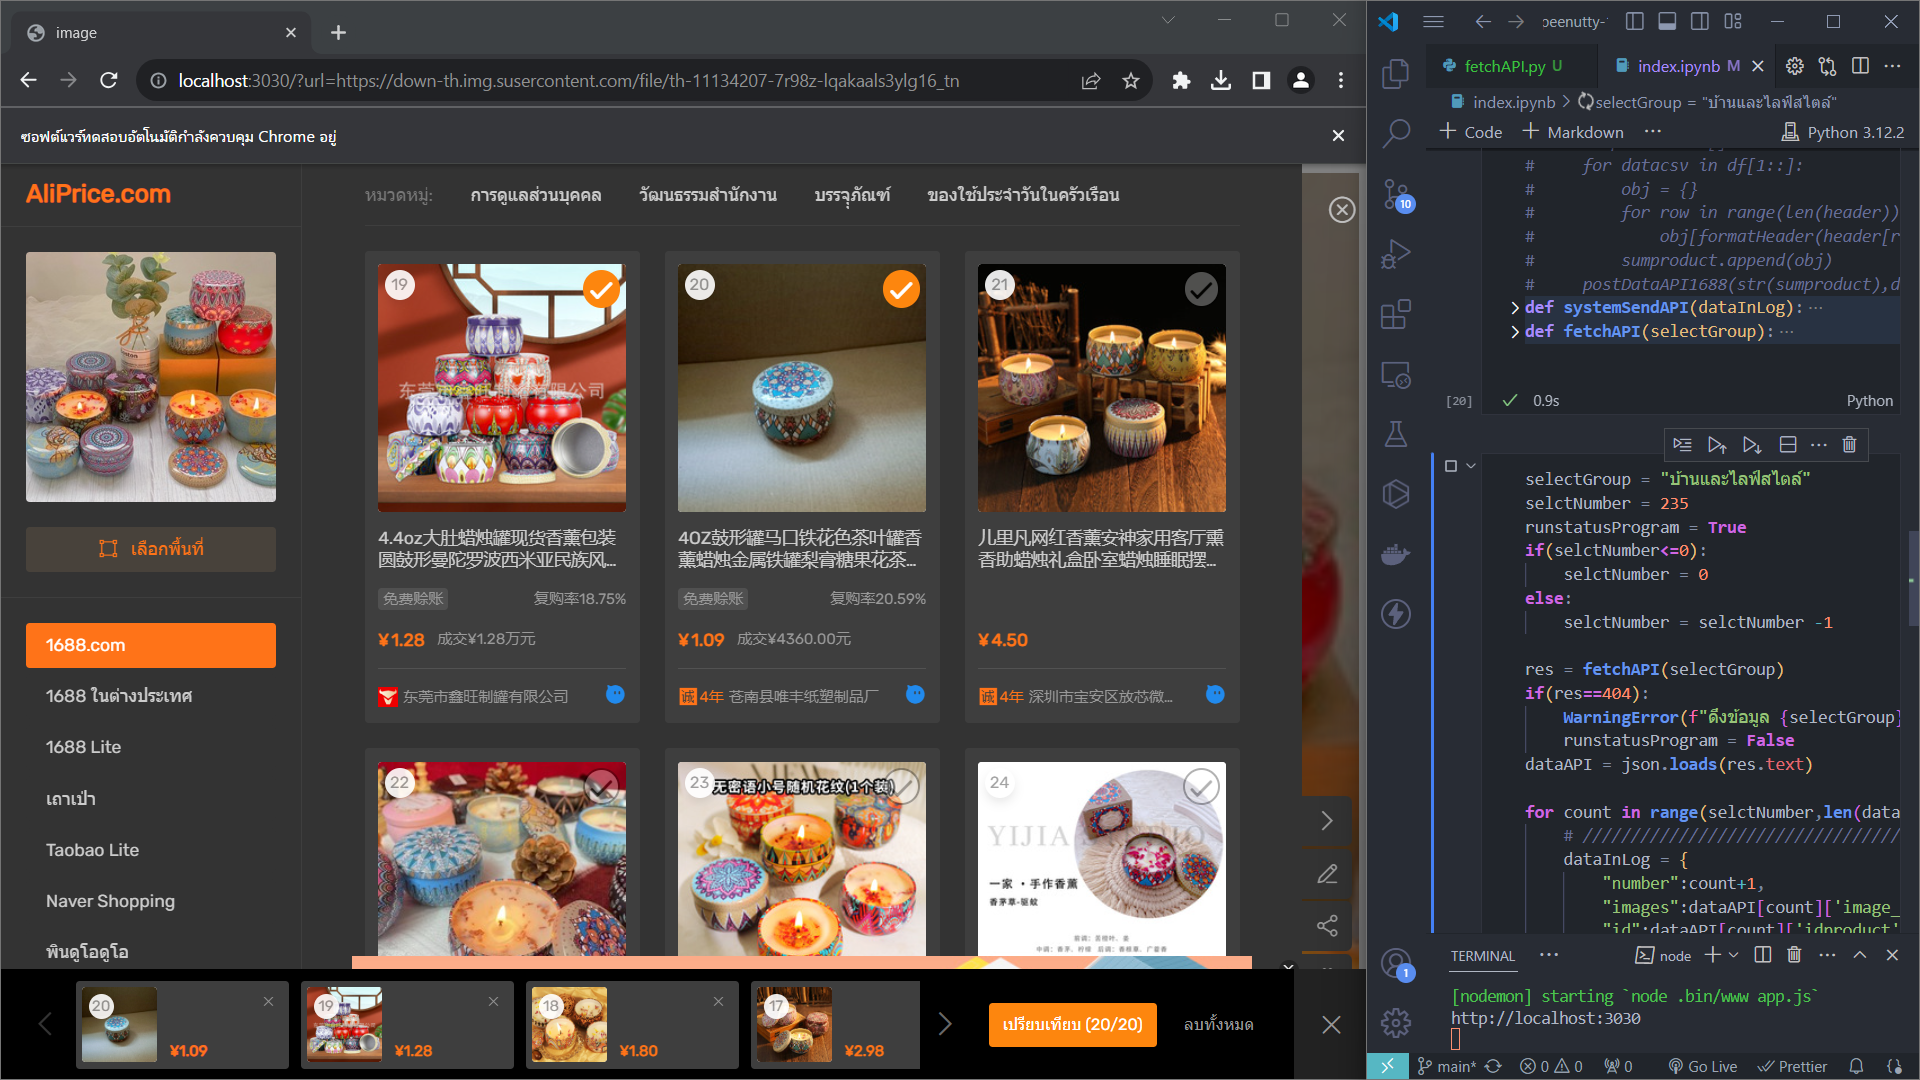 image
localhost:3030/?url=https://down-th.img.susercontent.com/file/th-11134207-7r98z-lqakaals3ylg16_tn
ซอฟต์แวร์ทดสอบอัตโนมัติกำลังควบคุม Chrome อยู่
AliPrice.com
หมวดหมู่:
การดูแลส่วนบุคคล
วัฒนธรรมสำนักงาน
บรรจุภัณฑ์
ของใช้ประจำวันในครัวเรือน
เลือกพื้นที่
1688.com
1688 ในต่างประเทศ
1688 Lite
เถาเป่า
Taobao Lite
Naver Shopping
พินดูโอดูโอ
19
东莞市鑫旺制罐有限公司
4.4oz大肚蜡烛罐现货香薰包装
圆鼓形曼陀罗波西米亚民族风...
免费赊账
复购率18.75%
¥1.28 成交¥1.28万元
东莞市鑫旺制罐有限公司
20
4OZ鼓形罐马口铁花色茶叶罐香
薰蜡烛金属铁罐梨膏糖果花茶...
免费赊账
复购率20.59%
¥1.09 成交¥4360.00元
诚 4年 苍南县唯丰纸塑制品厂
21
儿里凡网红香薰安神家用客厅熏
香助蜡烛礼盒卧室蜡烛睡眠摆...
¥4.50
诚 4年 深圳市宝安区放芯微...
22
23
无密语小号随机花纹(1个装)
24
一家 · 手作香薰
香茅草-驱蚊
20
¥1.09
19
¥1.28
18
¥1.80
17
¥2.98
เปรียบเทียบ (20/20)
ลบทั้งหมด
peenutty-
fetchAPI.py U
index.ipynb M
index.ipynb > selectGroup = "บ้านและไลฟ์สไตล์"
Code
Markdown
Python 3.12.2
#     for datacsv in df[1::]:
#         obj = {}
#         for row in range(len(header))
#             obj[formatHeader(header[r
#         sumproduct.append(obj)
#     postDataAPI1688(str(sumproduct),d
def systemSendAPI(dataInLog): ...
def fetchAPI(selectGroup): ...
[20]
0.9s
Python
selectGroup = "บ้านและไลฟ์สไตล์"
selctNumber = 235
runstatusProgram = True
if(selctNumber<=0):
    selctNumber = 0
else:
    selctNumber = selctNumber -1
res = fetchAPI(selectGroup)
if(res==404):
    WarningError(f"ดึงข้อมูล {selectGroup}
    runstatusProgram = False
dataAPI = json.loads(res.text)
for count in range(selctNumber,len(data
    # /////////////////////////////////
    dataInLog = {
        "number":count+1,
        "images":dataAPI[count]['image_
        "id":dataAPI[count]['idproduct'
TERMINAL
node
[nodemon] starting `node .bin/www app.js`
http://localhost:3030
10
1
main*
0
0
0
Go Live
Prettier